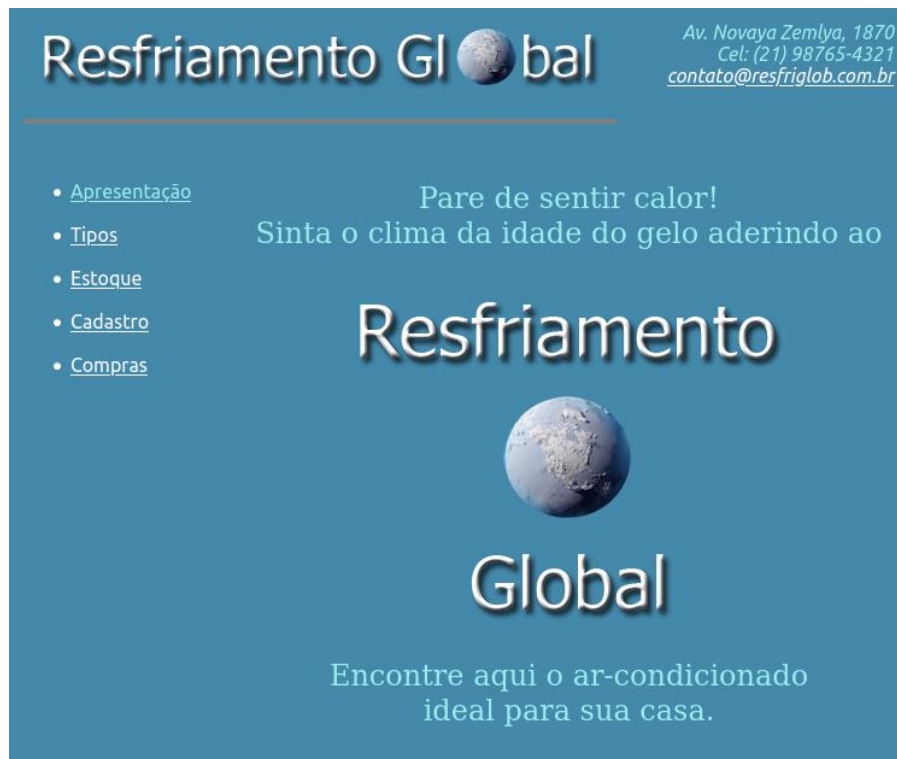 Resfriamento Gl bal
Av. Novaya Zemlya, 1870
Cel: (21) 98765-4321
contato@resfriglob.com.br
Apresentação
Tipos
Estoque
Cadastro
Compras
Pare de sentir calor!
Sinta o clima da idade do gelo aderindo ao
Resfriamento
Global
Encontre aqui o ar-condicionado
ideal para sua casa.